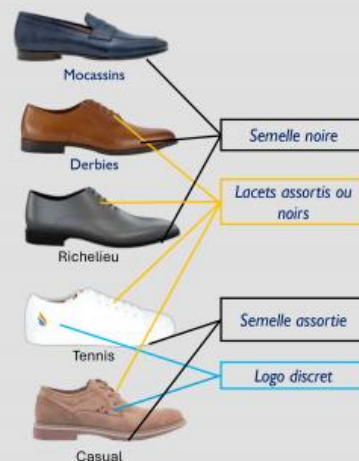 Mocassins
Derbies
Semelle noire
Lacets assortis ou
noirs
Richelieu
Semelle assortie
Tennis
Logo discret
Casual